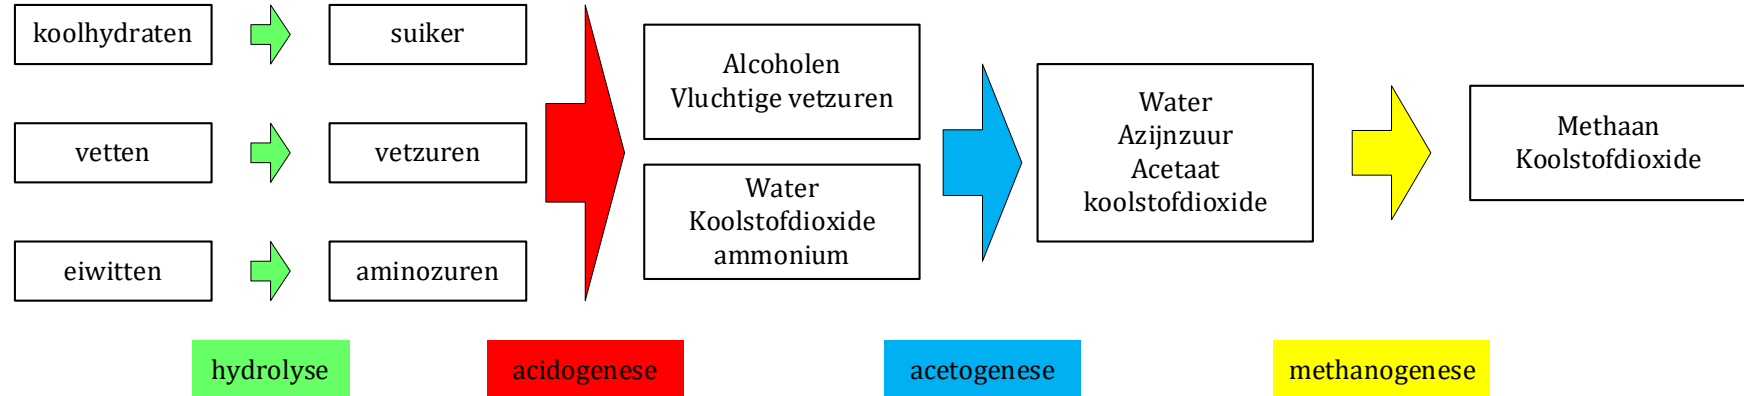 koolhydraten
suiker
vetten
vetzuren
eiwitten
aminozuren
Alcoholen
Vluchtige vetzuren
Water
Koolstofdioxide
ammonium
Water
Azijnzuur
Acetaat
koolstofdioxide
Methaan
Koolstofdioxide
hydrolyse
acidogenese
acetogenese
methanogenese